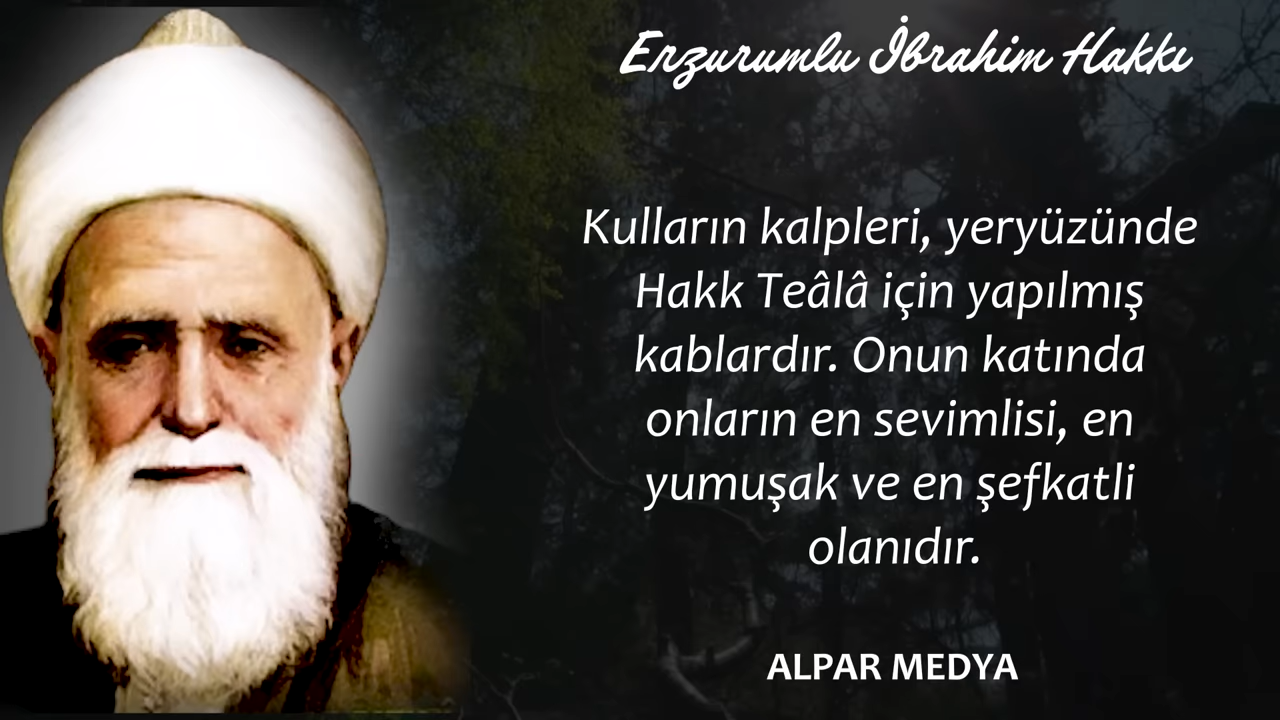 Erzurumlu İbrahim Hakkı
Kulların kalpleri, yeryüzünde
Hakk Teâlâ için yapılmış
kablardır. Onun katında
onların en sevimlisi, en
yumuşak ve en şefkatli
olanıdır.
ALPAR MEDYA